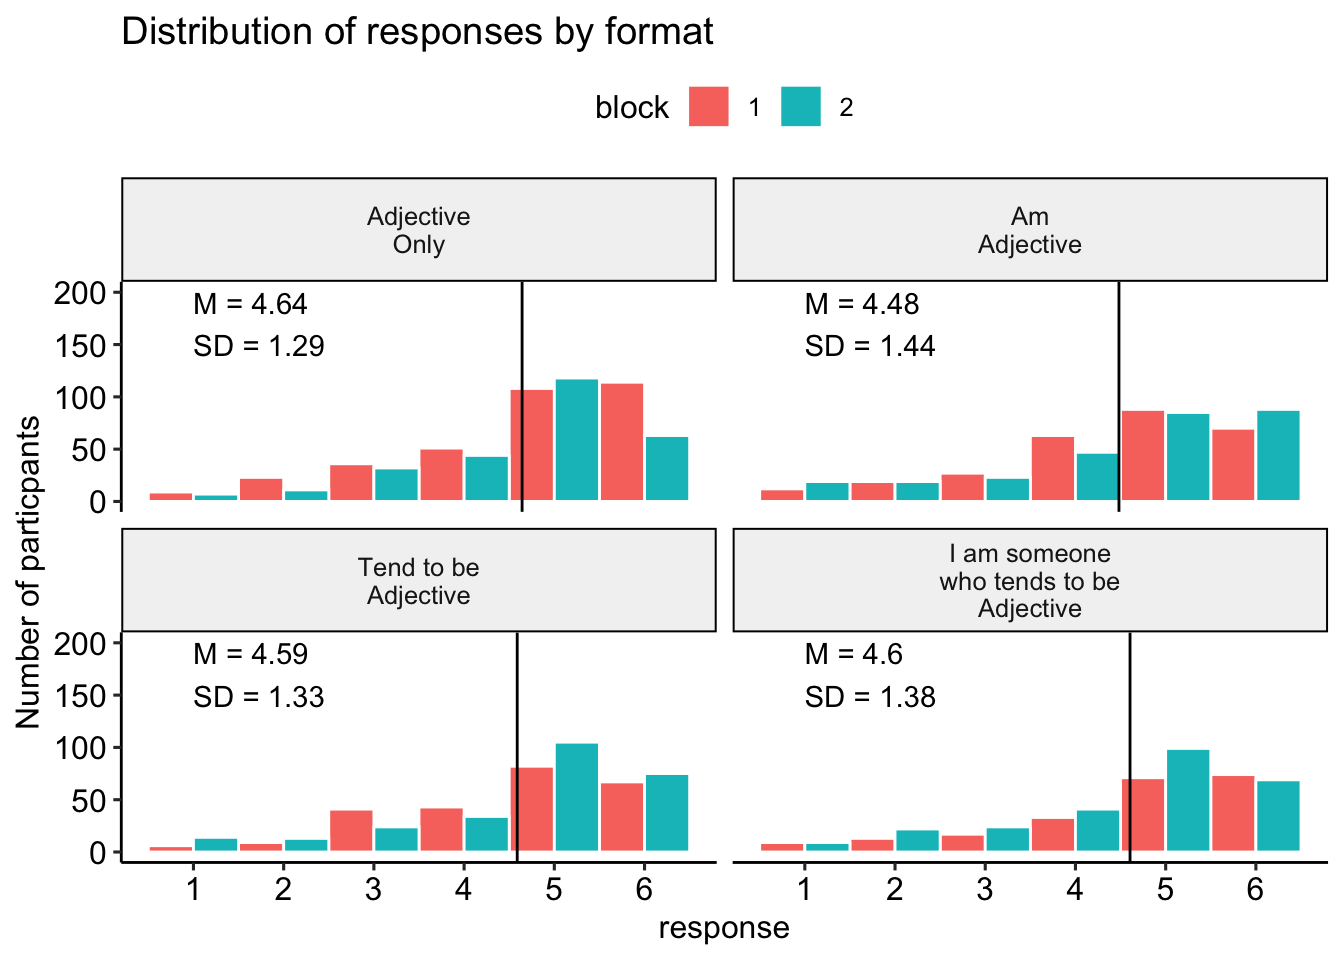 Distribution of responses by format
block 1 2
Adjective
Only
Am
Adjective
M = 4.64
SD = 1.29
M = 4.48
SD = 1.44
200
150
100
50
0
Tend to be
Adjective
I am someone
who tends to be
Adjective
M = 4.59
SD = 1.33
M = 4.6
SD = 1.38
200
150
100
50
0
1 2 3 4 5 6
1 2 3 4 5 6
response
Number of particpants